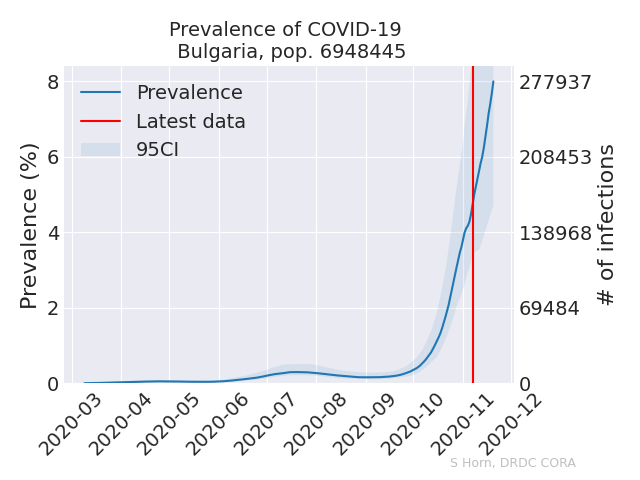 Prevalence of COVID-19
Bulgaria, pop. 6948445
Prevalence
Latest data
95CI
Prevalence (%)
8
6
4
2
0
277937
208453
138968
69484
0
# of infections
2020-03
2020-04
2020-05
2020-06
2020-07
2020-08
2020-09
2020-10
2020-11
2020-12
S Horn, DRDC CORA